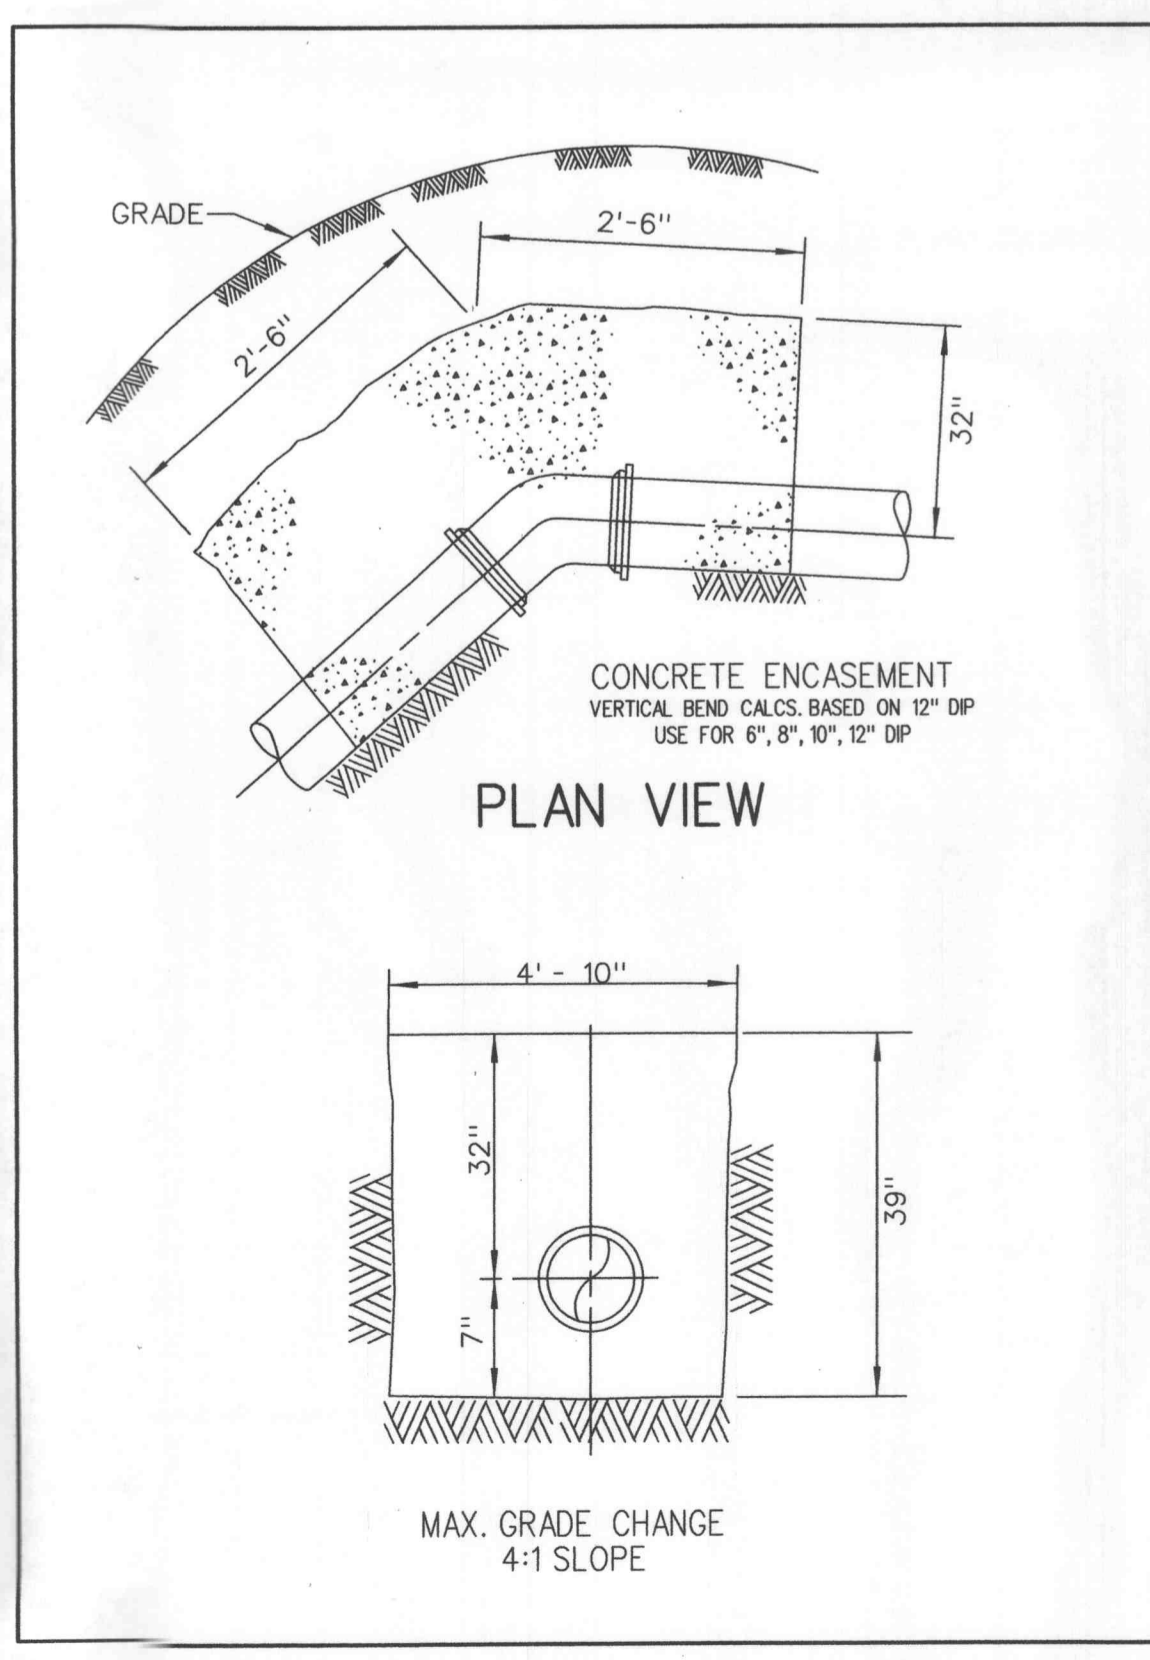 GRADE
2'-6"
2'-6"
32"
CONCRETE ENCASEMENT
VERTICAL BEND CALCS. BASED ON 12" DIP
USE FOR 6", 8", 10", 12" DIP
PLAN VIEW
4' - 10"
32"
39"
7"
MAX. GRADE CHANGE
4:1 SLOPE